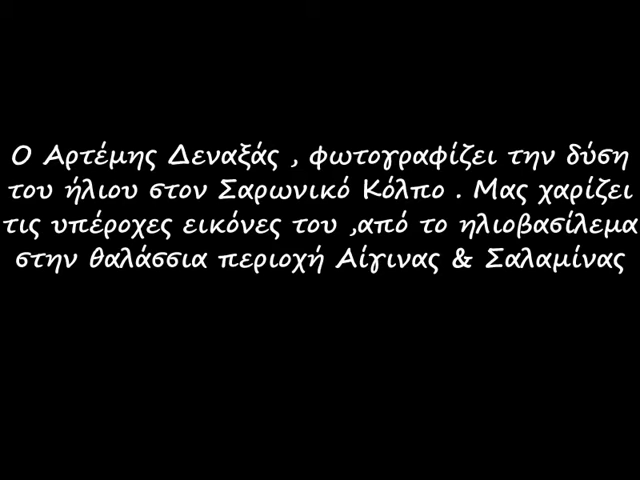 Ο Αρτέμης Δεναξάς , φωτογραφίζει την δύση
του ήλιου στον Σαρωνικό Κόλπο . Μας χαρίζει
τις υπέροχες εικόνες του ,από το ηλιοβασίλεμα
στην θαλάσσια περιοχή Αίγινας & Σαλαμίνας